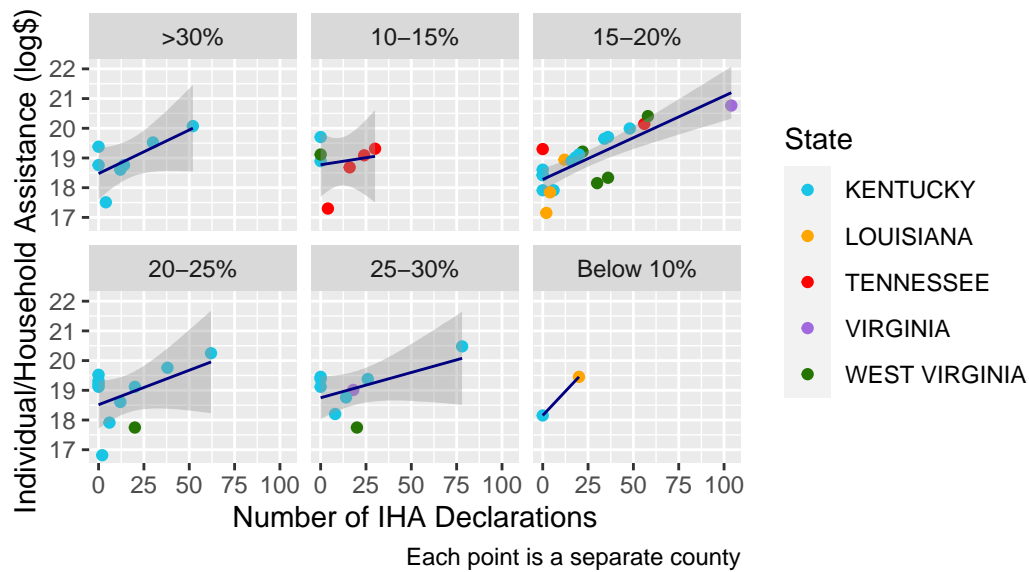 Individual/Household Assistance (log$)
>30%
10−15%
15−20%
22
21
20
19
18
17
20−25%
25−30%
Below 10%
22
21
20
19
18
17
0 25 50 75 100
0 25 50 75 100
0 25 50 75 100
Number of IHA Declarations
Each point is a separate county
State
KENTUCKY
LOUISIANA
TENNESSEE
VIRGINIA
WEST VIRGINIA